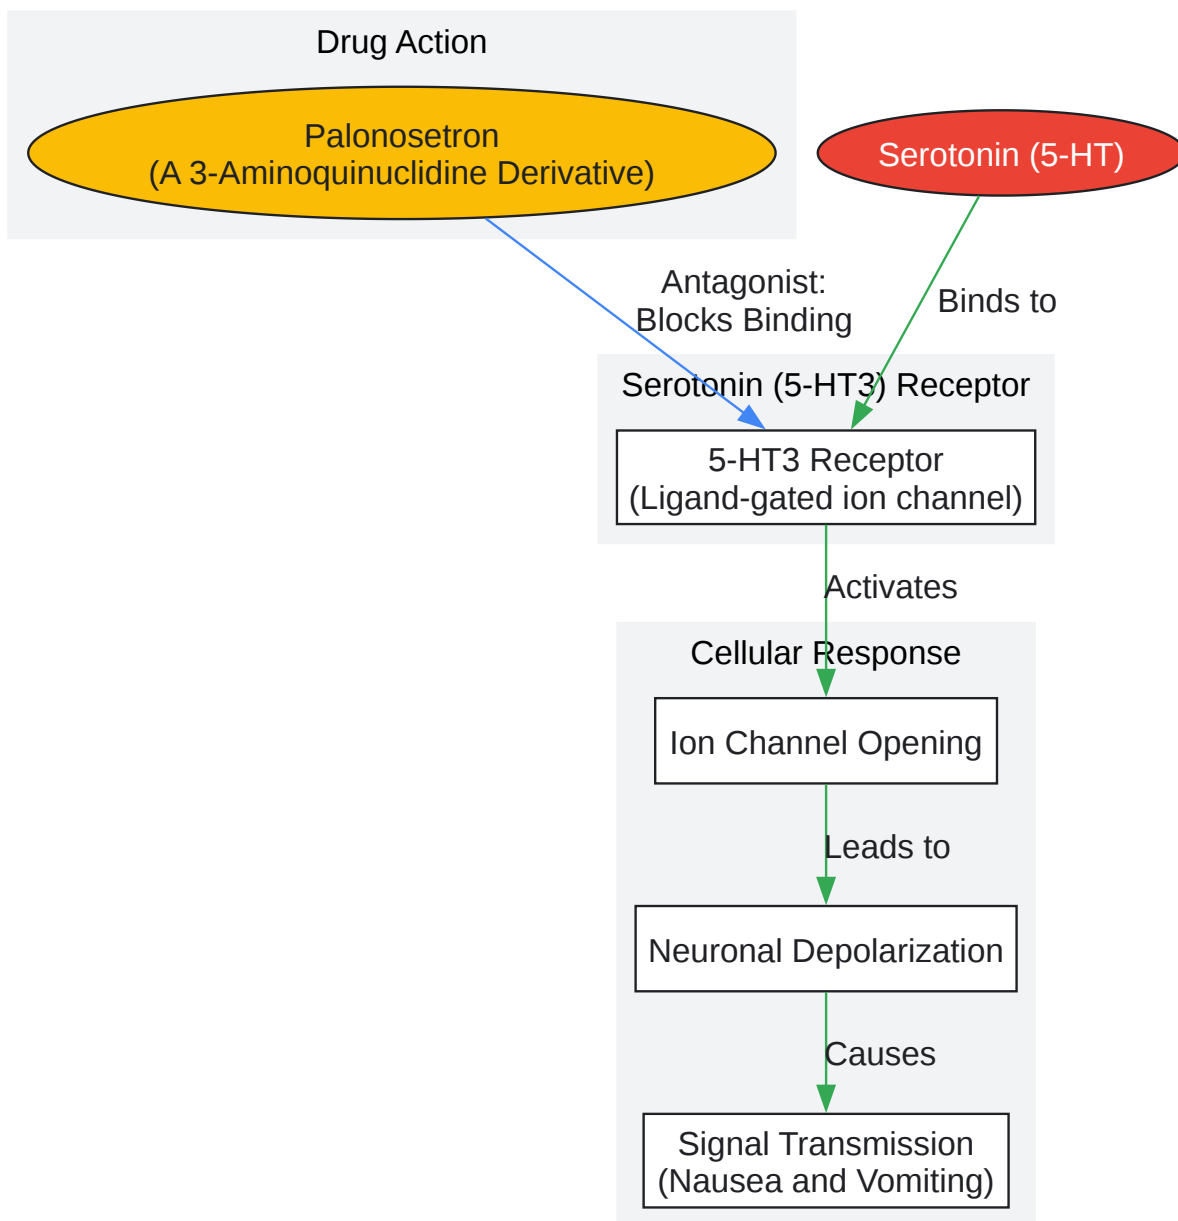 Drug Action
Palonosetron
(A 3-Aminoquinuclidine Derivative)
Serotonin (5-HT)
Antagonist:
Blocks Binding
Binds to
Serotonin (5-HT3) Receptor
5-HT3 Receptor
(Ligand-gated ion channel)
Activates
Cellular Response
Ion Channel Opening
Leads to
Neuronal Depolarization
Causes
Signal Transmission
(Nausea and Vomiting)